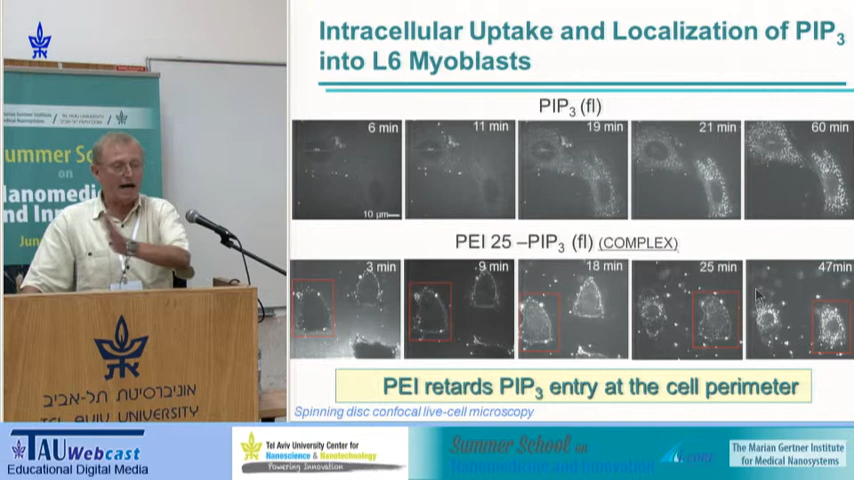 Intracellular Uptake and Localization of PIP3
into L6 Myoblasts
PIP3 (fl)
6 min
11 min
19 min
21 min
60 min
10 µm
PEI 25 –PIP3 (fl) (COMPLEX)
3 min
9 min
18 min
25 min
47min
PEI retards PIP3 entry at the cell perimeter
Spinning disc confocal live-cell microscopy
ummer Sc
on
anomedi
nd Inn
Jun
אוניברסיטת תל-אביב
TEL AVIV UNIVERSITY
TAU Webcast
Educational Digital Media
Tel Aviv University Center for
Nanoscience & Nanotechnology
Powering Innovation
Summer School on
Nanomedicine and Innovation
The Marian Gertner Institute
for Medical Nanosystems